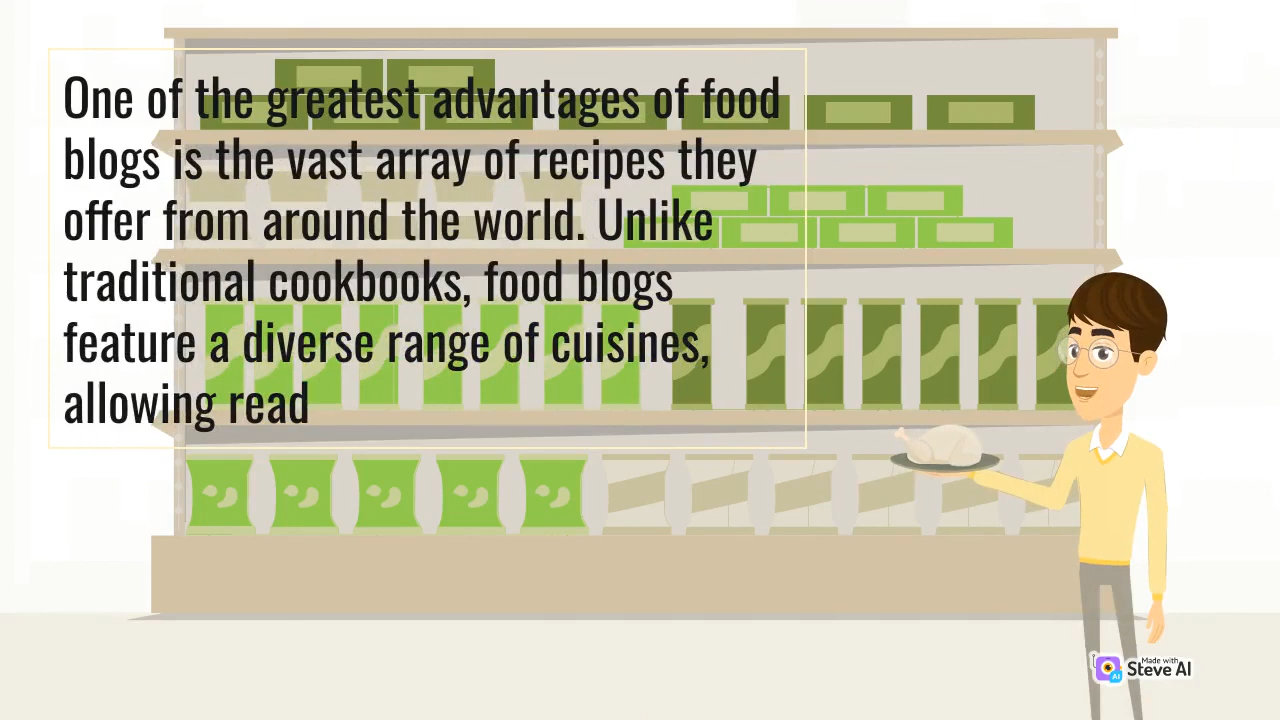 One of the greatest advantages of food
blogs is the vast array of recipes they
offer from around the world. Unlike
traditional cookbooks, food blogs
feature a diverse range of cuisines,
allowing read
Made with
Steve AI
AI